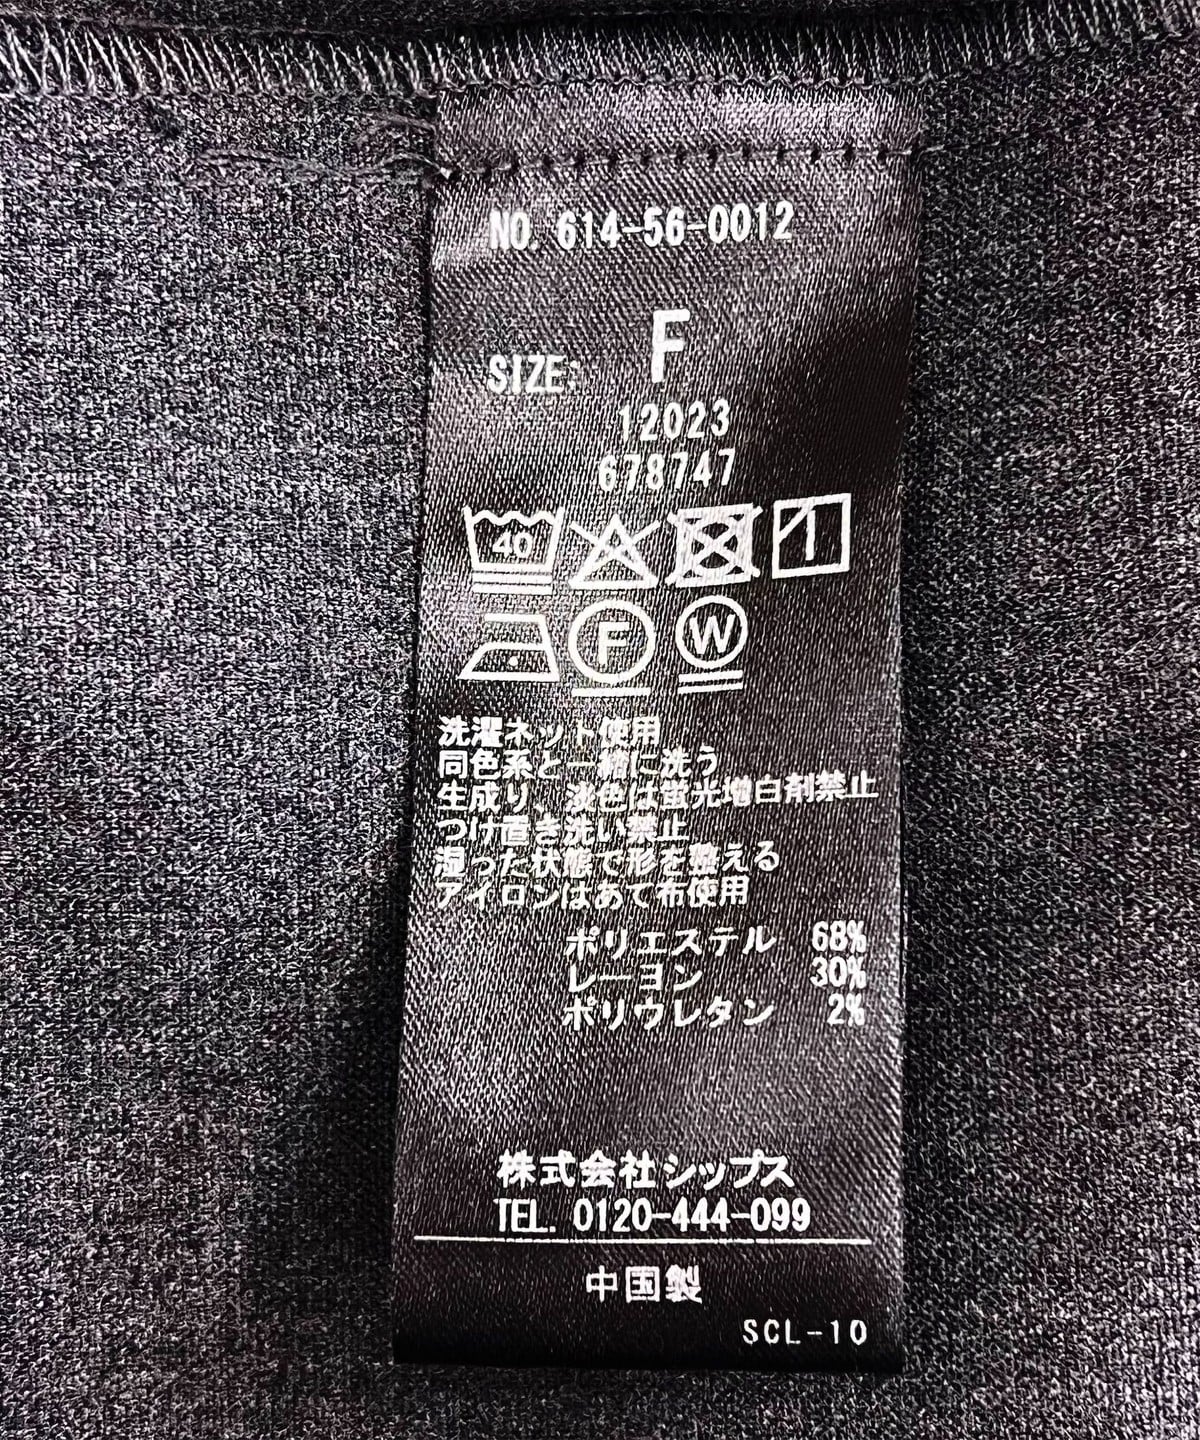 NO. 614-56-0012
SIZE: F
12023
678747
40
F W
洗濯ネット使用
同色系と一緒に洗う
生成り、淡色は蛍光増白剤禁止
つけ置き洗い禁止
湿った状態で形を整える
アイロンはあて布使用
ポリエステル 68%
レーヨン 30%
ポリウレタン 2%
株式会社シップス
TEL. 0120-444-099
中国製
SCL-10